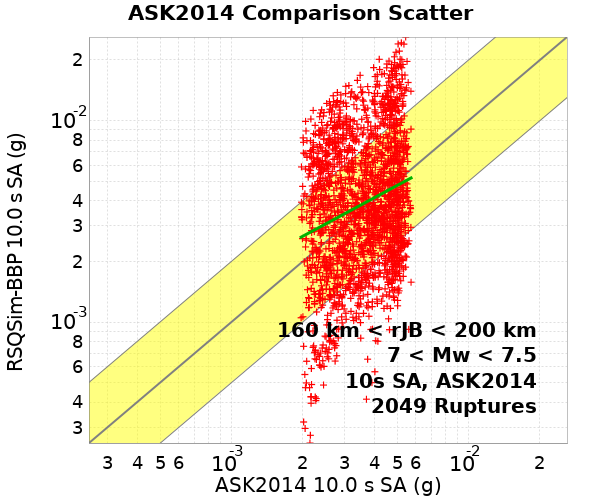 ASK2014 Comparison Scatter
RSQSim-BBP 10.0 s SA (g)
2
10-2
8
6
4
3
2
10-3
8
6
4
3
160 km < rJB < 200 km
7 < Mw < 7.5
10s SA, ASK2014
2049 Ruptures
3 4 5 6 10-3 2 3 4 5 6 10-2 2
ASK2014 10.0 s SA (g)